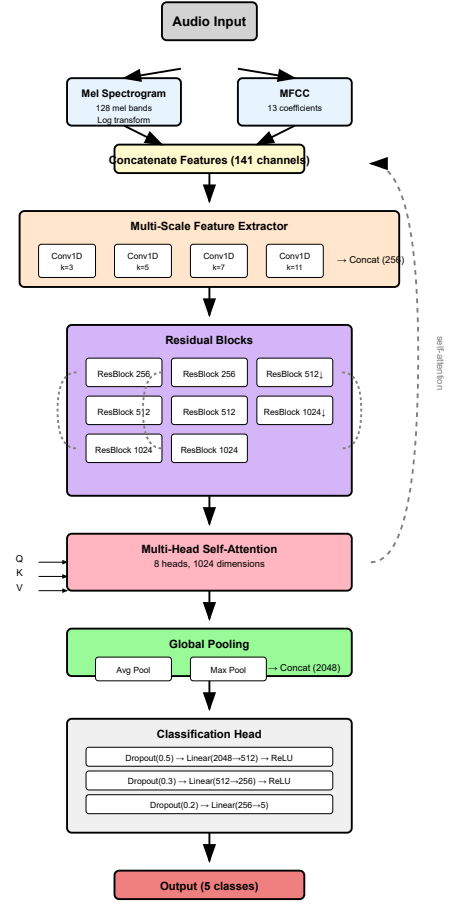 Audio Input
Mel Spectrogram
128 mel bands
Log transform
MFCC
13 coefficients
Concatenate Features (141 channels)
Multi-Scale Feature Extractor
Conv1D
k=3
Conv1D
k=5
Conv1D
k=7
Conv1D
k=11
→ Concat (256)
self-attention
Residual Blocks
ResBlock 256
ResBlock 256
ResBlock 512↓
ResBlock 512
ResBlock 512
ResBlock 1024↓
ResBlock 1024
ResBlock 1024
Q
K
V
Multi-Head Self-Attention
8 heads, 1024 dimensions
Global Pooling
Avg Pool
Max Pool
→ Concat (2048)
Classification Head
Dropout(0.5) → Linear(2048→512) → ReLU
Dropout(0.3) → Linear(512→256) → ReLU
Dropout(0.2) → Linear(256→5)
Output (5 classes)